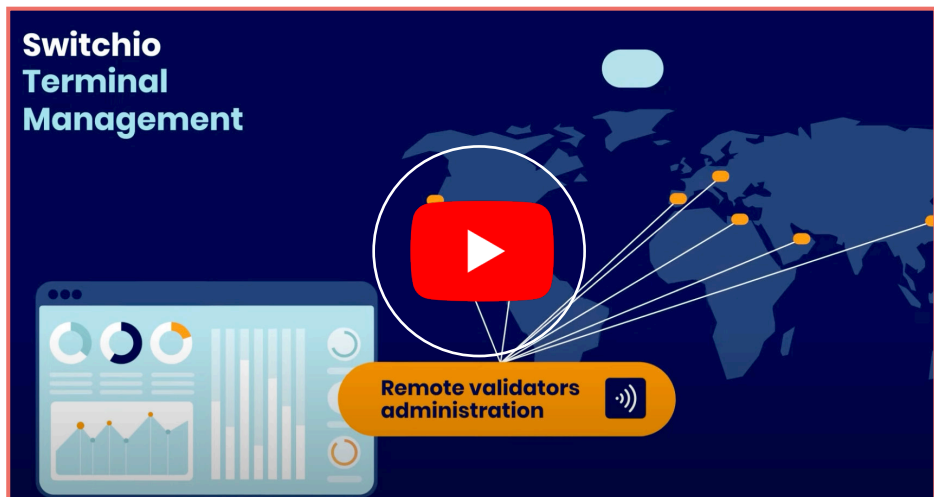 Switchio
Terminal
Management
Remote validators
administration